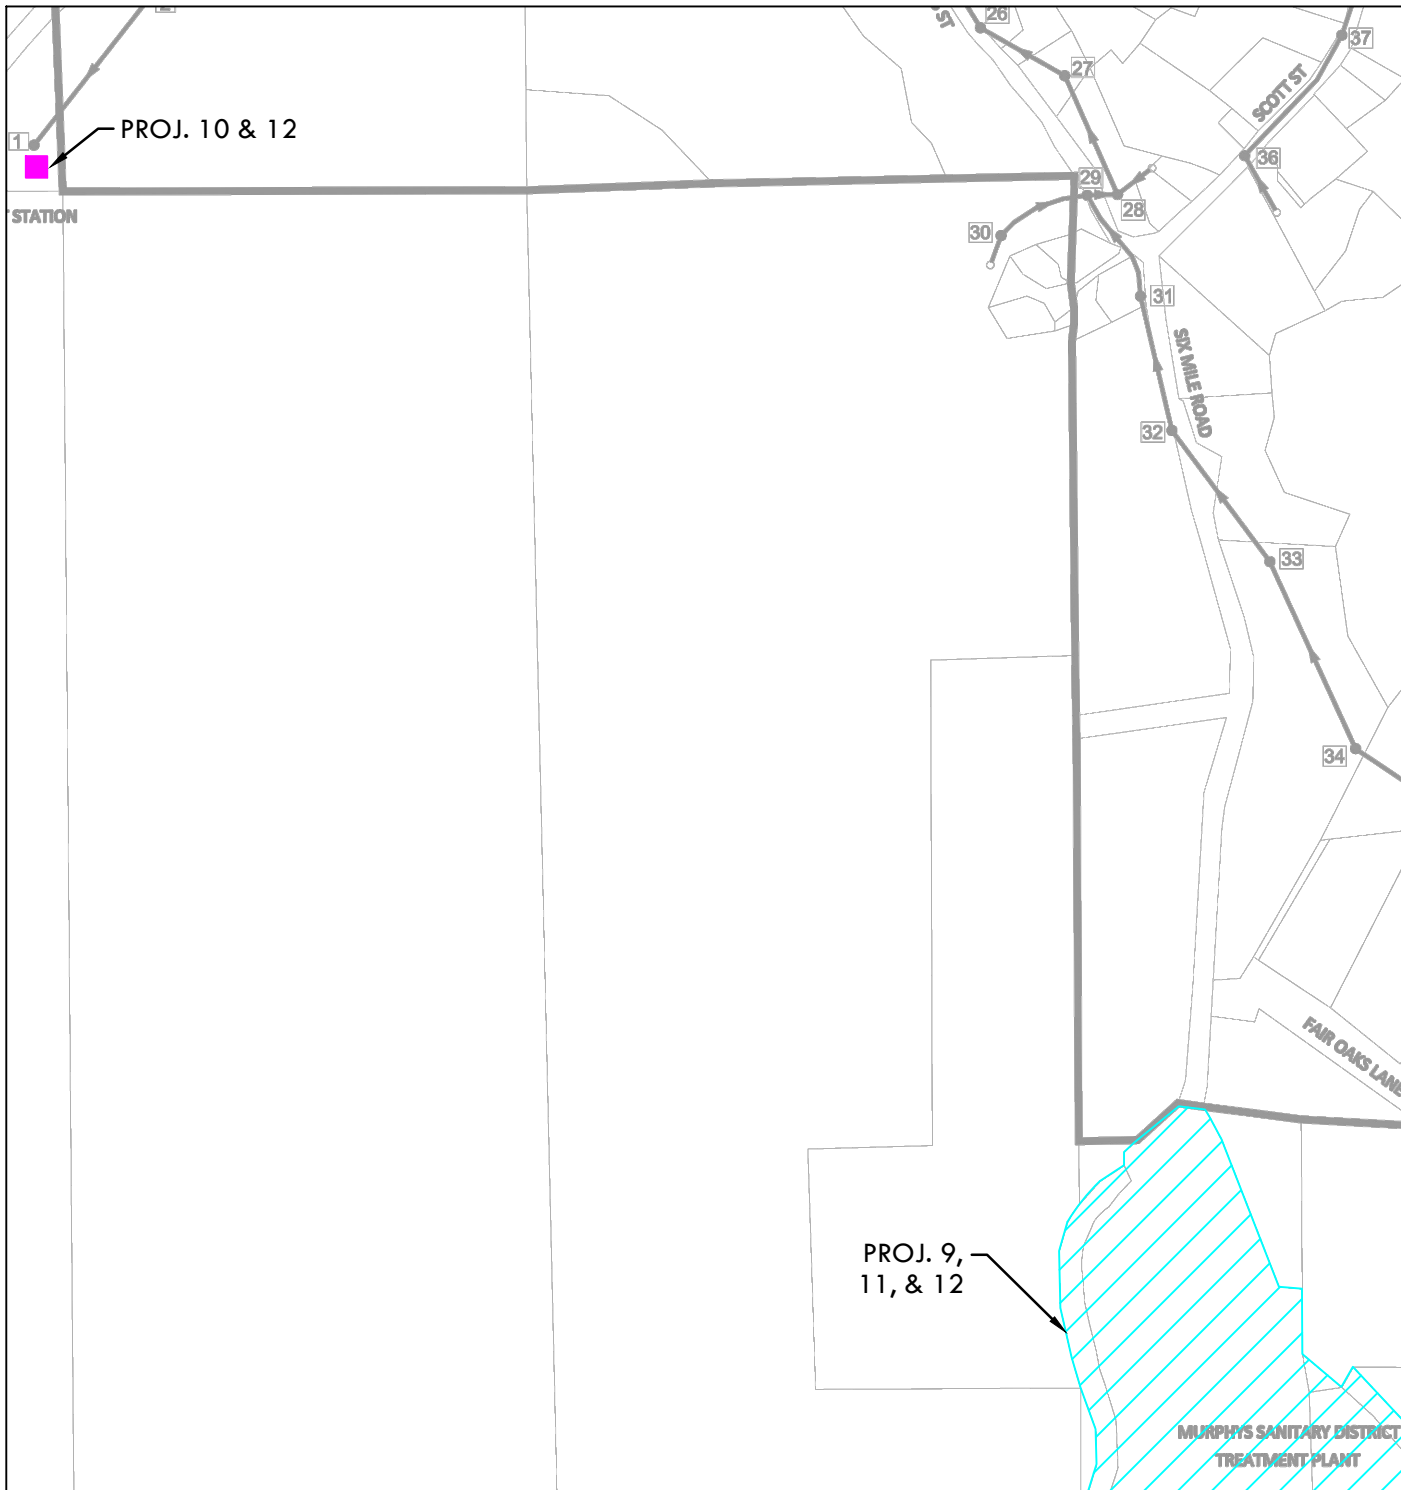 26
37
27
SCOTT ST
ST
1
PROJ. 10 & 12
36
29
28
STATION
30
31
SIX MILE ROAD
32
33
34
FAIR OAKS LANE
PROJ. 9,
11, & 12
MURPHYS SANITARY DISTRICT
TREATMENT PLANT